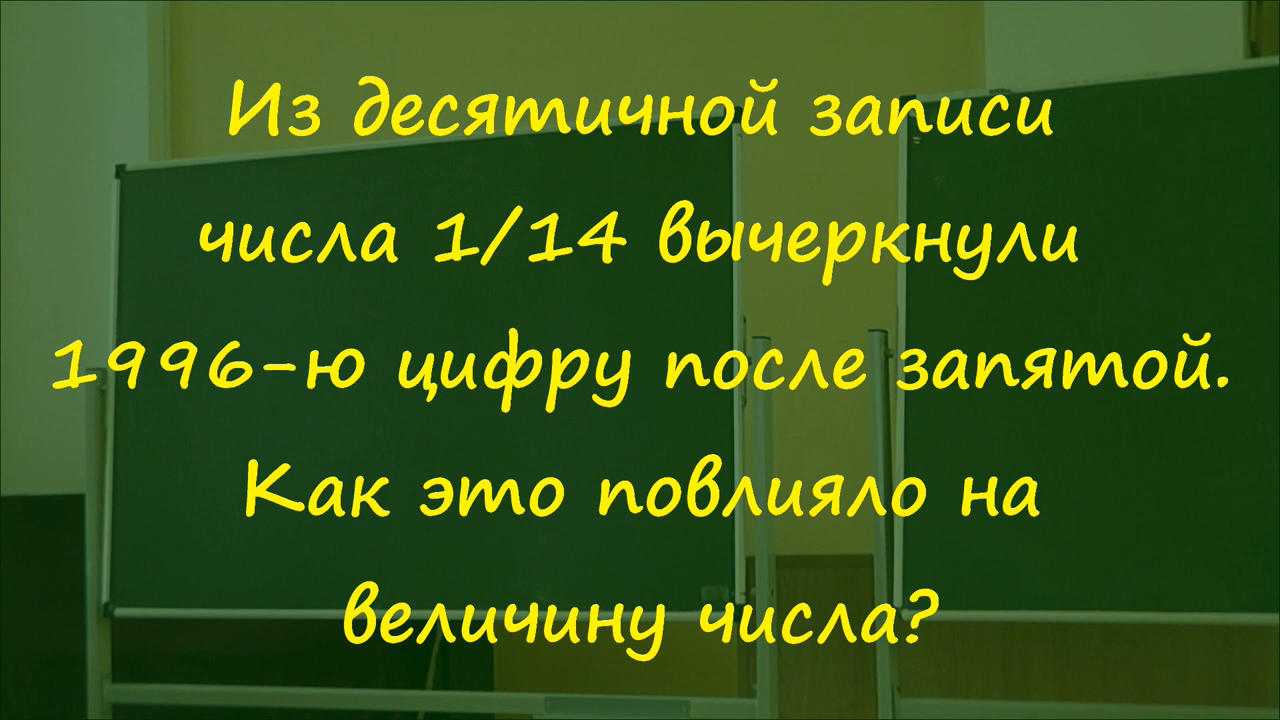 Из десятичной записи
числа 1/14 вычеркнули
1996-ю цифру после запятой.
Как это повлияло на
величину числа?